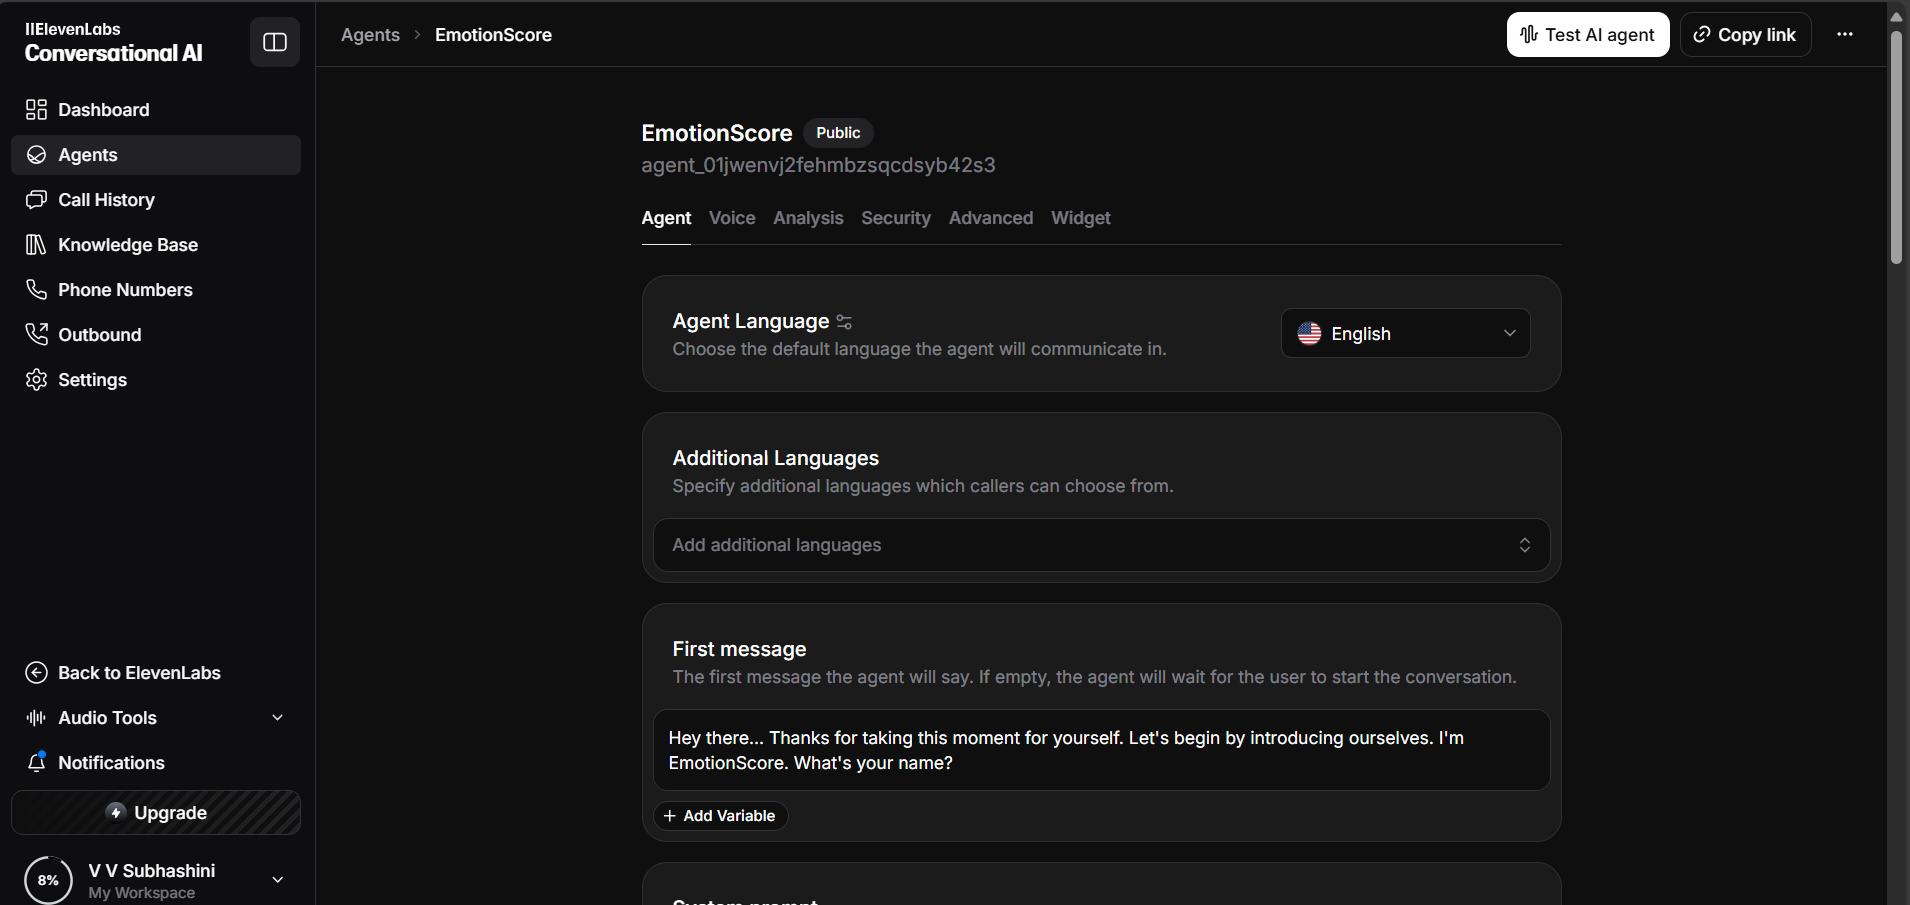 IIElevenLabs
Conversational AI
Dashboard
Agents
Call History
Knowledge Base
Phone Numbers
Outbound
Settings
Back to ElevenLabs
Audio Tools
Notifications
Upgrade
8%
V V Subhashini
My Workspace
Agents > EmotionScore
Test AI agent
Copy link
EmotionScore Public
agent_01jwenvj2fehmbzsqcdsyb42s3
Agent Voice Analysis Security Advanced Widget
Agent Language
Choose the default language the agent will communicate in.
English
Additional Languages
Specify additional languages which callers can choose from.
Add additional languages
First message
The first message the agent will say. If empty, the agent will wait for the user to start the conversation.
Hey there... Thanks for taking this moment for yourself. Let's begin by introducing ourselves. I'm
EmotionScore. What's your name?
+ Add Variable
System prompt